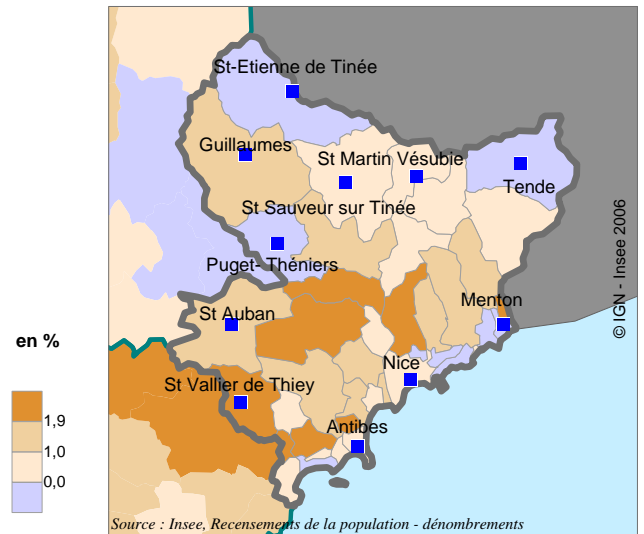 St-Etienne de Tinée
Guillaumes
St Martin Vésubie
Tende
St Sauveur sur Tinée
Puget- Théniers
© IGN - Insee 2006
St Auban
Menton
en %
Nice
St Vallier de Thiey
1,9
Antibes
1,0
0,0
Source : Insee, Recensements de la population - dénombrements